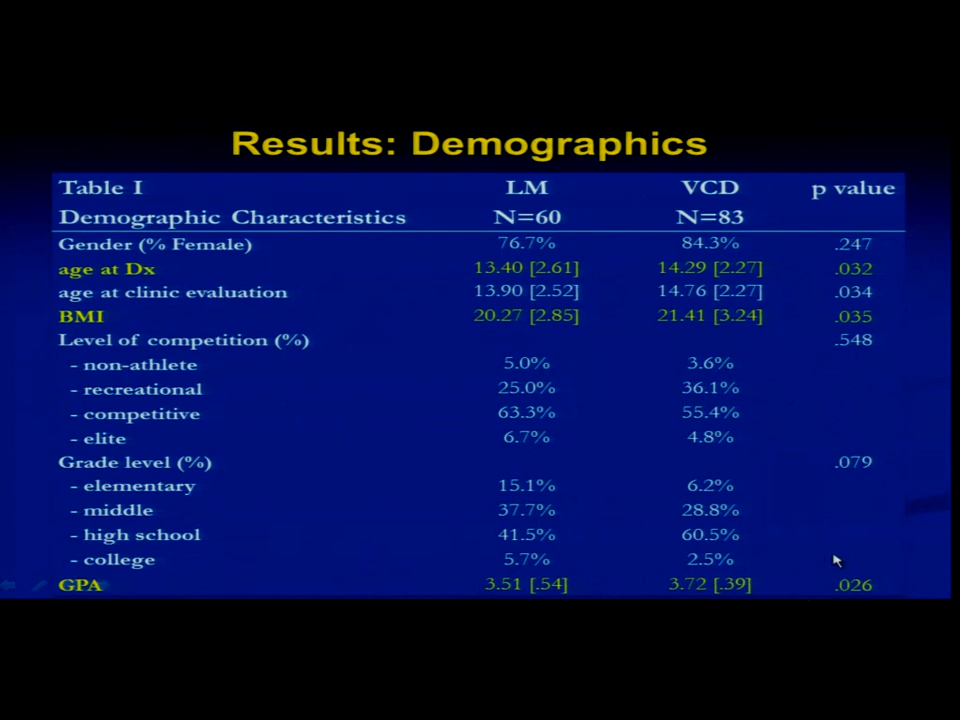 Results: Demographics
Table I LM VCD p value
Demographic Characteristics N=60 N=83
Gender (% Female) 76.7% 84.3% .247
age at Dx 13.40 [2.61] 14.29 [2.27] .032
age at clinic evaluation 13.90 [2.52] 14.76 [2.27] .034
BMI 20.27 [2.85] 21.41 [3.24] .035
Level of competition (%) .548
- non-athlete 5.0% 3.6%
- recreational 25.0% 36.1%
- competitive 63.3% 55.4%
- elite 6.7% 4.8%
Grade level (%) .079
- elementary 15.1% 6.2%
- middle 37.7% 28.8%
- high school 41.5% 60.5%
- college 5.7% 2.5%
GPA 3.51 [.54] 3.72 [.39] .026